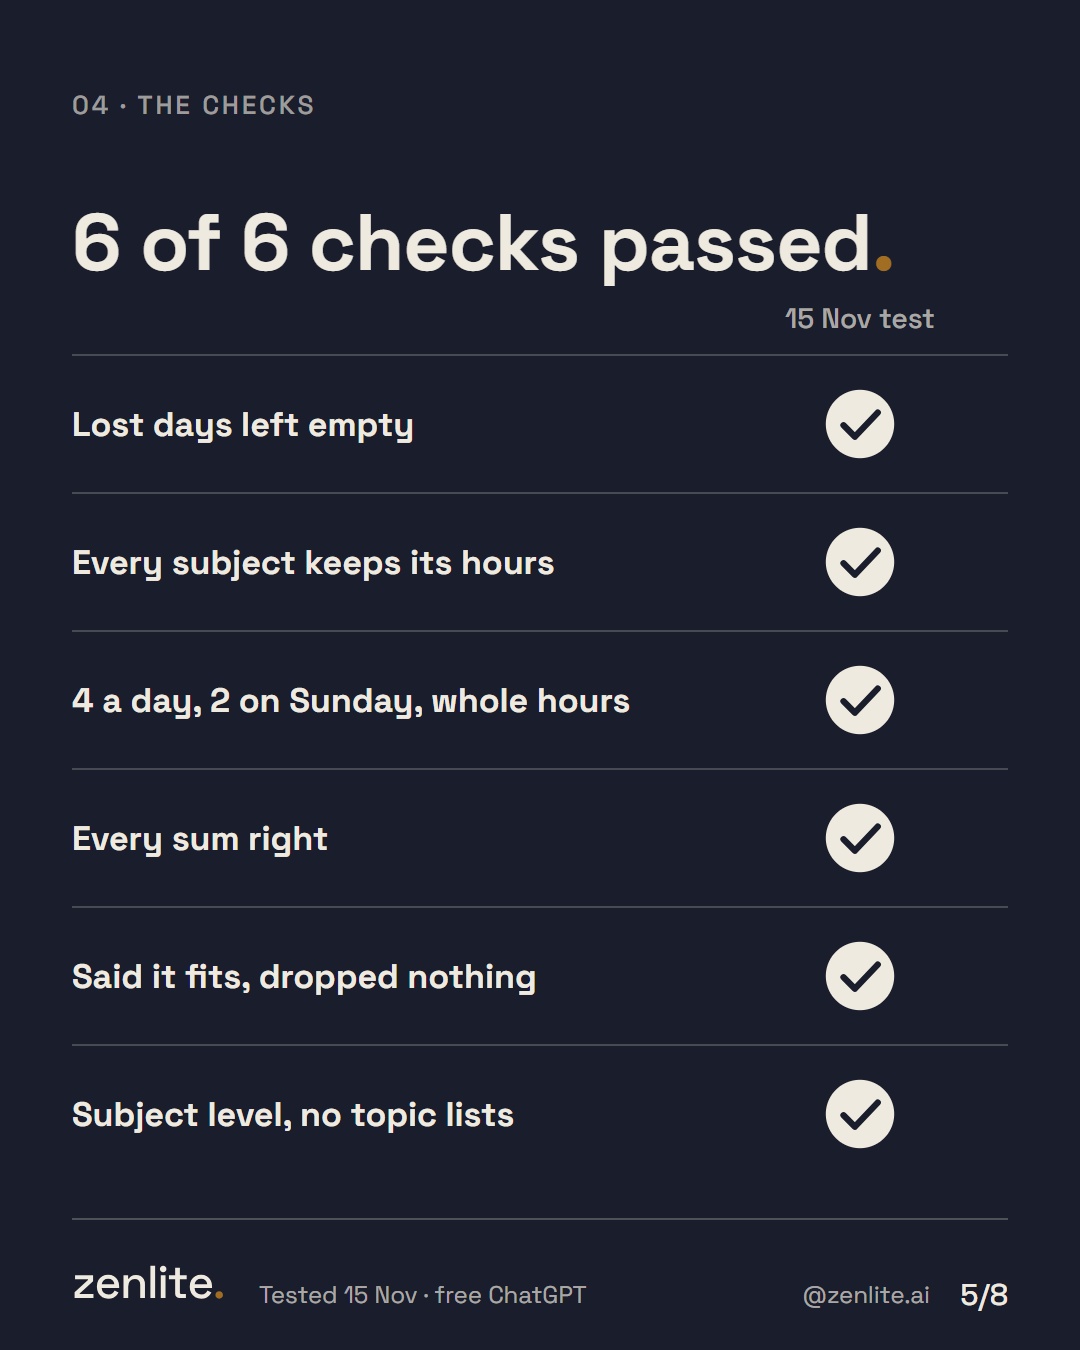 04 · THE CHECKS
6 of 6 checks passed.
15 Nov test
Lost days left empty
Every subject keeps its hours
4 a day, 2 on Sunday, whole hours
Every sum right
Said it fits, dropped nothing
Subject level, no topic lists
zenlite. Tested 15 Nov · free ChatGPT @zenlite.ai 5/8